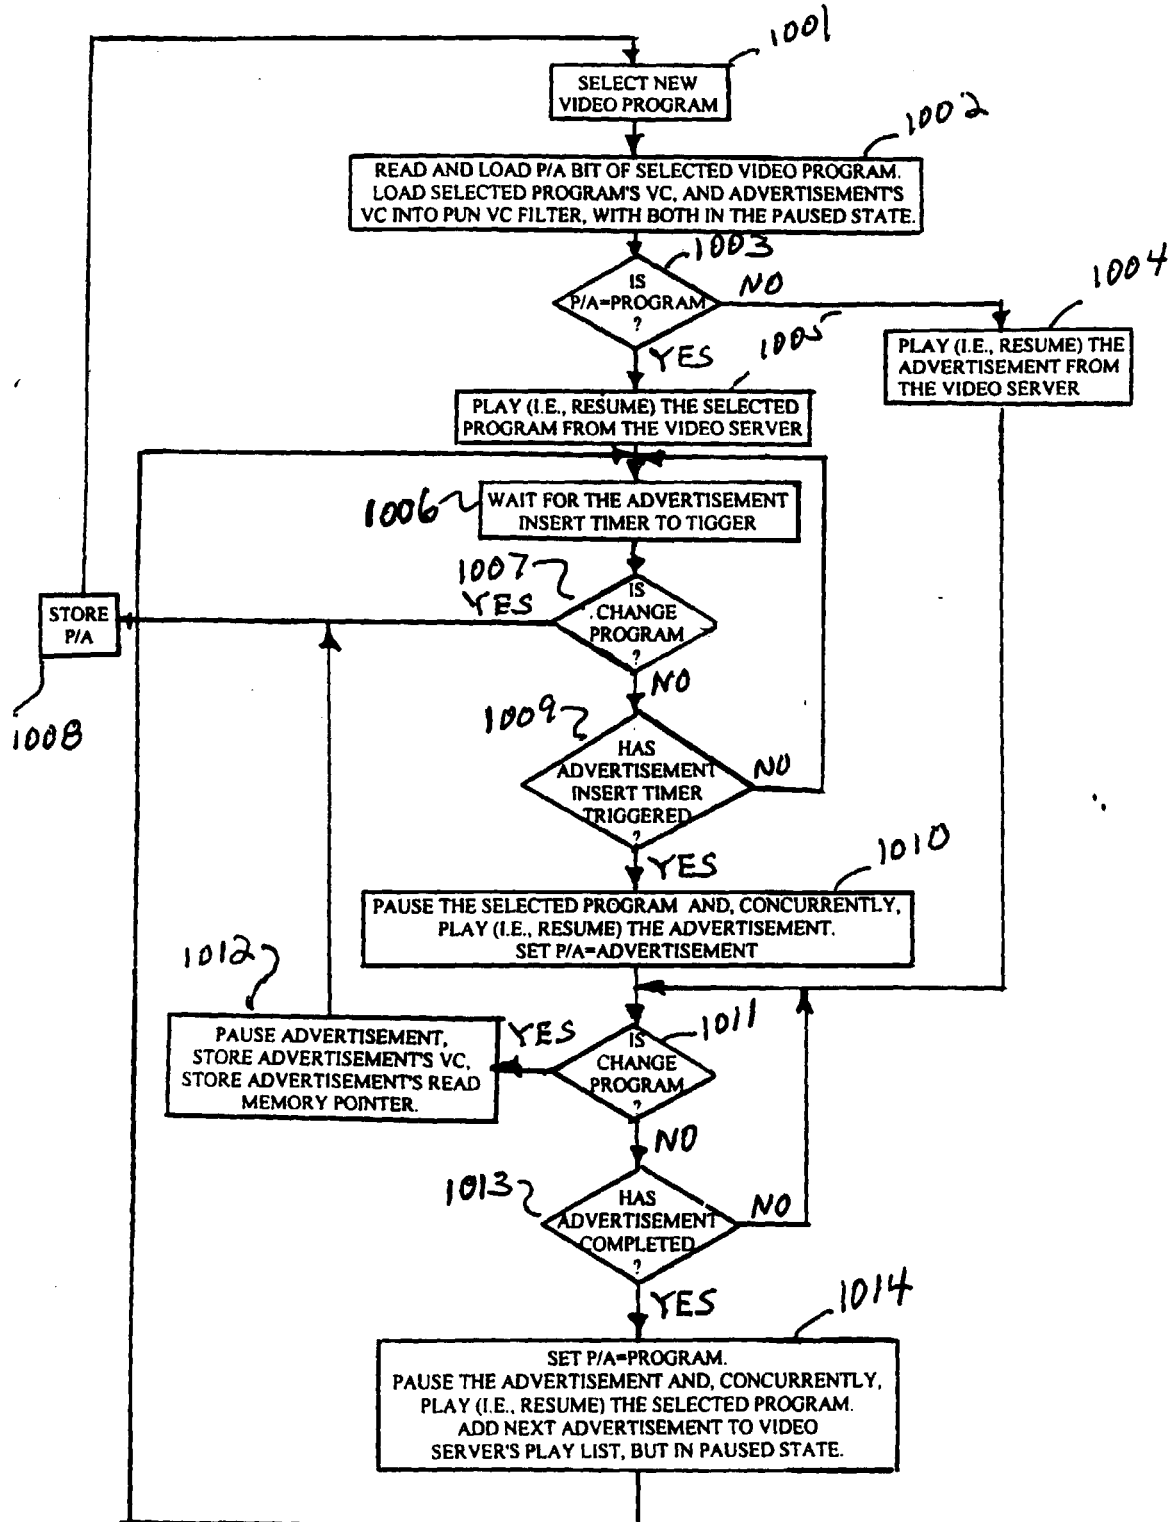 1001
SELECT NEW
VIDEO PROGRAM
1002
READ AND LOAD P/A BIT OF SELECTED VIDEO PROGRAM.
LOAD SELECTED PROGRAM'S VC, AND ADVERTISEMENT'S
VC INTO PUN VC FILTER, WITH BOTH IN THE PAUSED STATE.
1003
IS
P/A=PROGRAM
?
NO
YES
1004
PLAY (I.E., RESUME) THE
ADVERTISEMENT FROM
THE VIDEO SERVER
1005
PLAY (I.E., RESUME) THE SELECTED
PROGRAM FROM THE VIDEO SERVER
1006
WAIT FOR THE ADVERTISEMENT
INSERT TIMER TO TIGGER
1007
YES
IS
CHANGE
PROGRAM
?
NO
STORE
P/A
1008
1009
HAS
ADVERTISEMENT
INSERT TIMER
TRIGGERED
?
NO
YES
1010
PAUSE THE SELECTED PROGRAM AND, CONCURRENTLY,
PLAY (I.E., RESUME) THE ADVERTISEMENT.
SET P/A=ADVERTISEMENT
1012
PAUSE ADVERTISEMENT,
STORE ADVERTISEMENT'S VC,
STORE ADVERTISEMENT'S READ
MEMORY POINTER.
YES
1011
IS
CHANGE
PROGRAM
?
NO
1013
HAS
ADVERTISEMENT
COMPLETED
?
NO
YES
1014
SET P/A=PROGRAM.
PAUSE THE ADVERTISEMENT AND, CONCURRENTLY,
PLAY (I.E., RESUME) THE SELECTED PROGRAM.
ADD NEXT ADVERTISEMENT TO VIDEO
SERVER'S PLAY LIST, BUT IN PAUSED STATE.